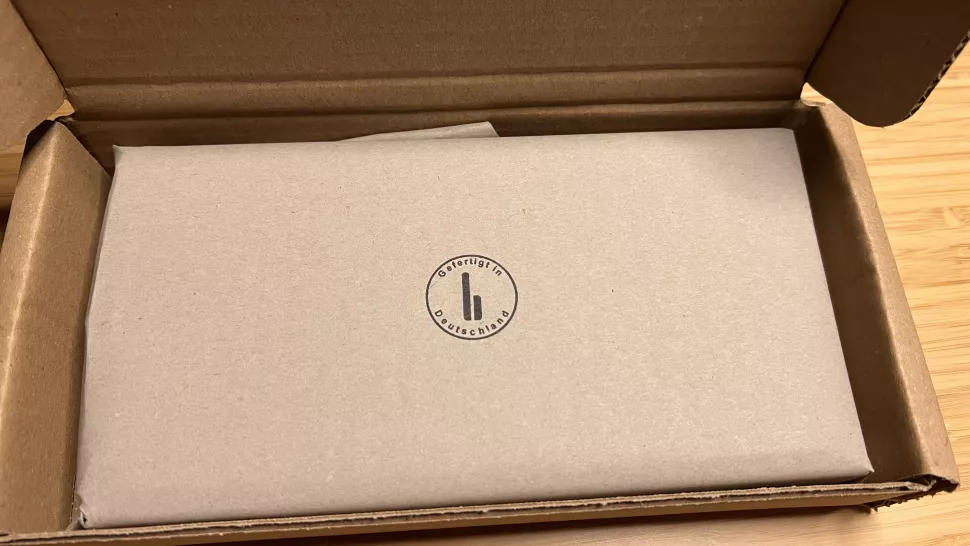 Gefertigt in
Deutschland